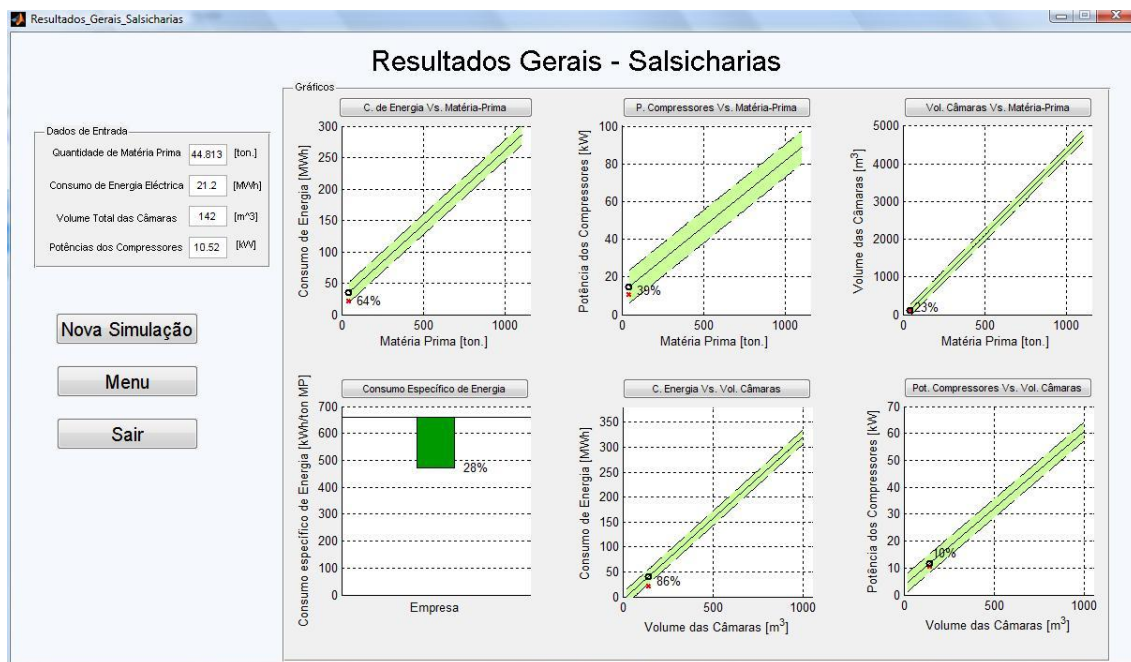 Resultados_Gerais_Salsicharias
Resultados Gerais - Salsicharias
Dados de Entrada
Quantidade de Matéria Prima 44.813 [ton.]
Consumo de Energia Eléctrica 21.2 [MWh]
Volume Total das Câmaras 142 [m^3]
Potências dos Compressores 10.52 [kW]
Nova Simulação
Menu
Sair
Gráficos
C. de Energia Vs. Matéria-Prima
Consumo de Energia [MWh]
300
250
200
150
100
50
0
64%
0 500 1000
Matéria Prima [ton.]
P. Compressores Vs. Matéria-Prima
Potência dos Compressores [kW]
100
80
60
40
20
0
39%
0 500 1000
Matéria Prima [ton.]
Vol. Câmaras Vs. Matéria-Prima
Volume das Câmaras [m³]
5000
4000
3000
2000
1000
0
23%
0 500 1000
Matéria Prima [ton.]
Consumo Específico de Energia
Consumo específico de Energia [kWh/ton MP]
700
600
500
400
300
200
100
0
28%
Empresa
C. Energia Vs. Vol. Câmaras
Consumo de Energia [MWh]
350
300
250
200
150
100
50
0
86%
0 500 1000
Volume das Câmaras [m³]
Pot. Compressores Vs. Vol. Câmaras
Potência dos Compressores [kW]
70
60
50
40
30
20
10
0
10%
0 500 1000
Volume das Câmaras [m³]